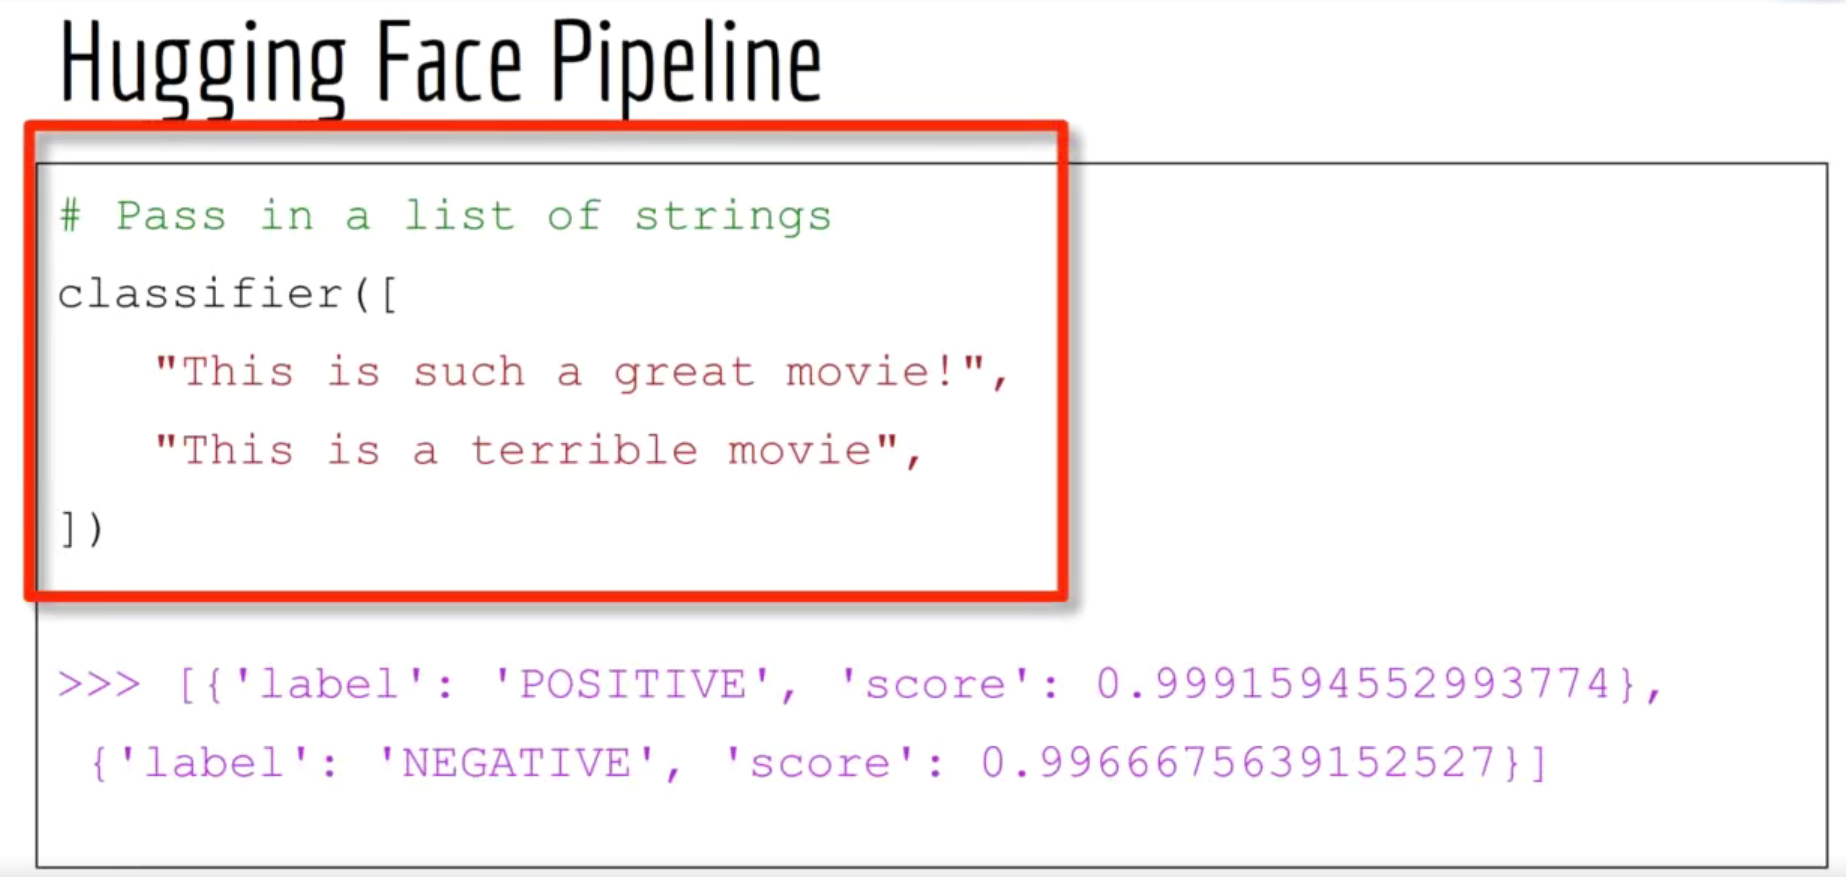 Hugging Face Pipeline
# Pass in a list of strings
classifier([
"This is such a great movie!",
"This is a terrible movie",
])
>>> [{'label': 'POSITIVE', 'score': 0.9991594552993774},
{'label': 'NEGATIVE', 'score': 0.9966675639152527}]